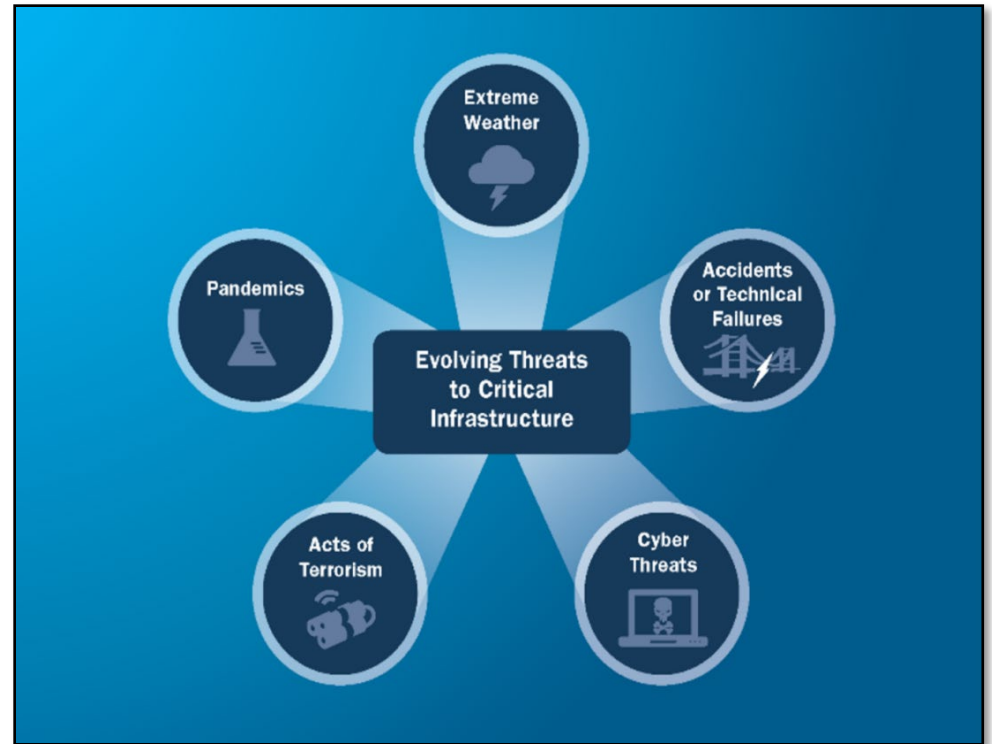 Extreme
Weather
Accidents
or Technical
Failures
Pandemics
Evolving Threats
to Critical
Infrastructure
Acts of
Terrorism
Cyber
Threats